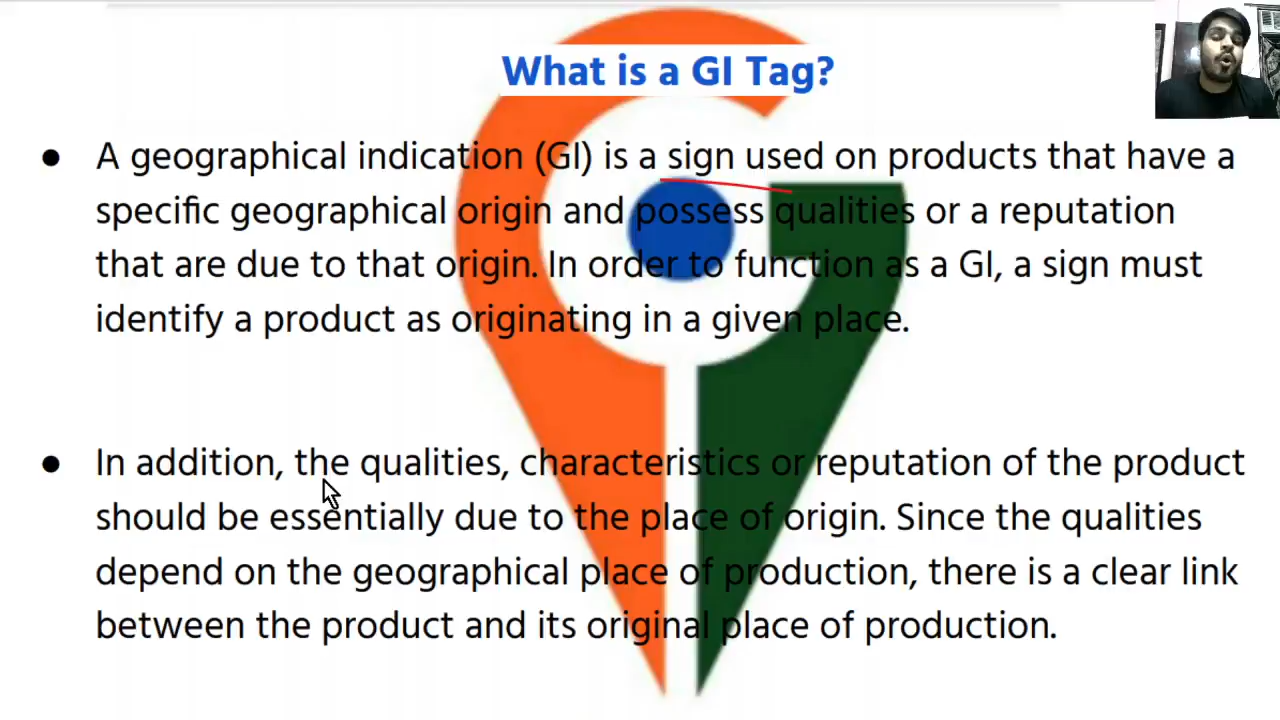 What is a GI Tag?
● A geographical indication (GI) is a sign used on products that have a
specific geographical origin and possess qualities or a reputation
that are due to that origin. In order to function as a GI, a sign must
identify a product as originating in a given place.
● In addition, the qualities, characteristics or reputation of the product
should be essentially due to the place of origin. Since the qualities
depend on the geographical place of production, there is a clear link
between the product and its original place of production.